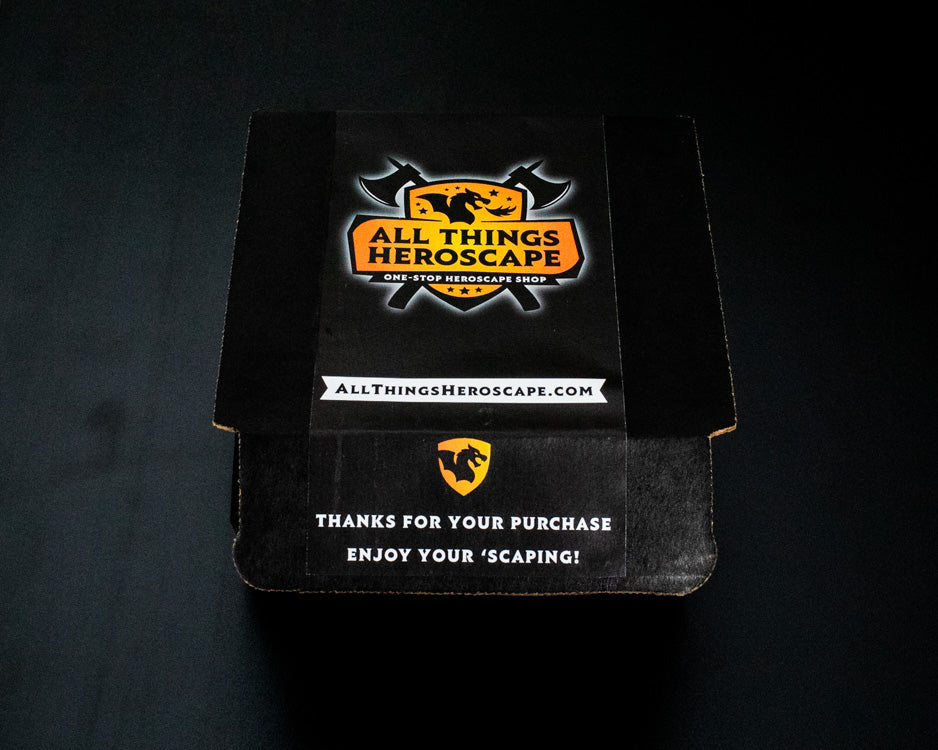 ALL THINGS
HEROSCAPE
ONE-STOP HEROSCAPE SHOP
ALLTHINGSHEROSCAPE.COM
THANKS FOR YOUR PURCHASE
ENJOY YOUR ‘SCAPING!